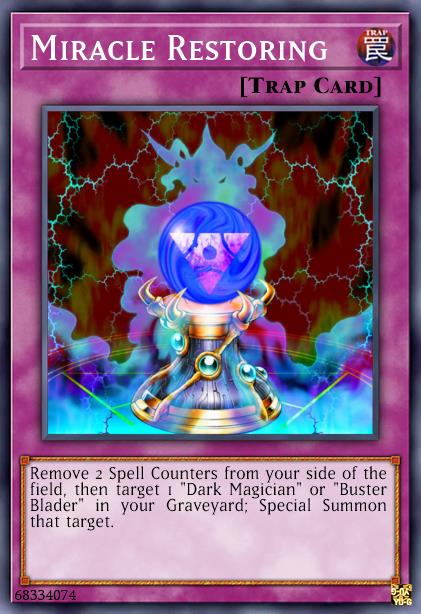 Miracle Restoring
TRAP
罠
[Trap Card]
Remove 2 Spell Counters from your side of the
field, then target 1 "Dark Magician" or "Buster
Blader" in your Graveyard; Special Summon
that target.
68334074